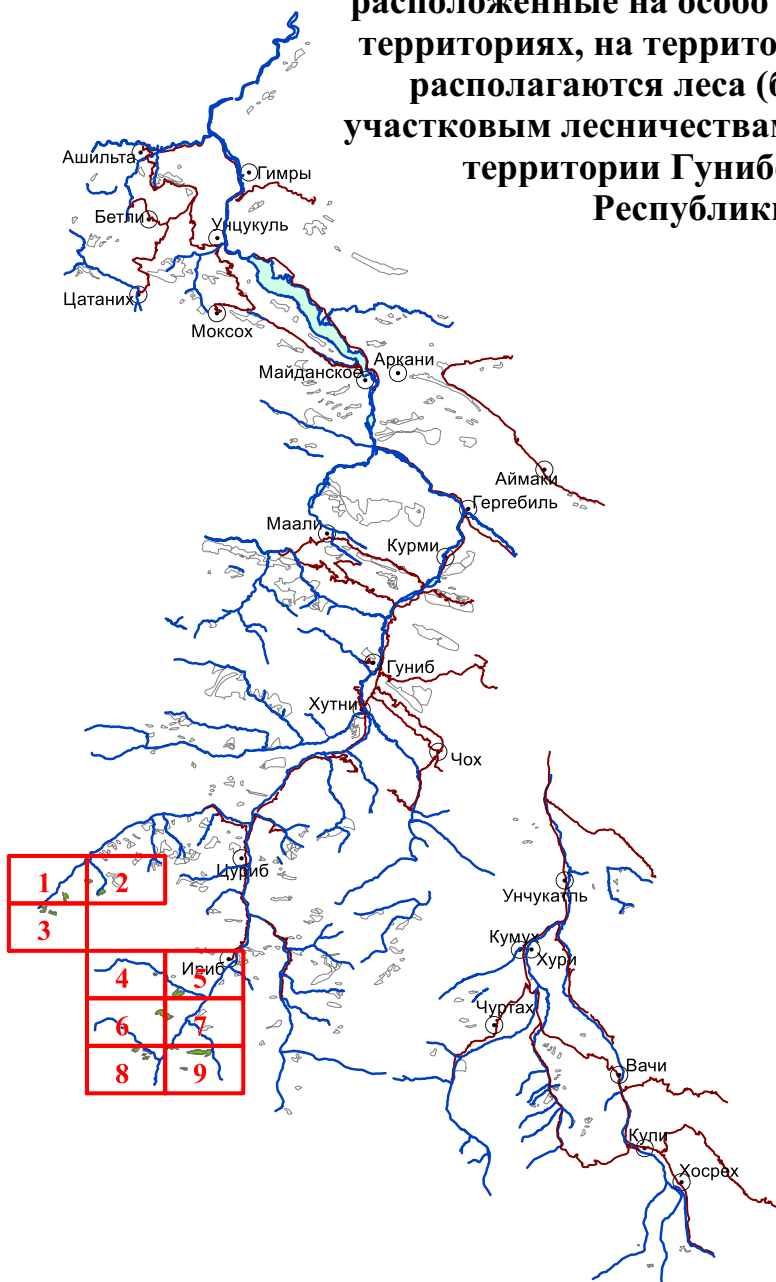 расположенные на особо
территориях, на террито
располагаются леса (б
участковым лесничествам
территории Гуниб
Республики
Ашильта
Гимры
Бетли
Унцукуль
Цатаних
Моксох
Аркани
Майданское
Аймаки
Гергебиль
Маали
Курми
Гуниб
Хутни
Чох
Цуриб
1
2
Унчукатль
3
Кумух
Хури
Ириб
4
5
Чуртах
6
7
Вачи
8
9
Кули
Хосрех